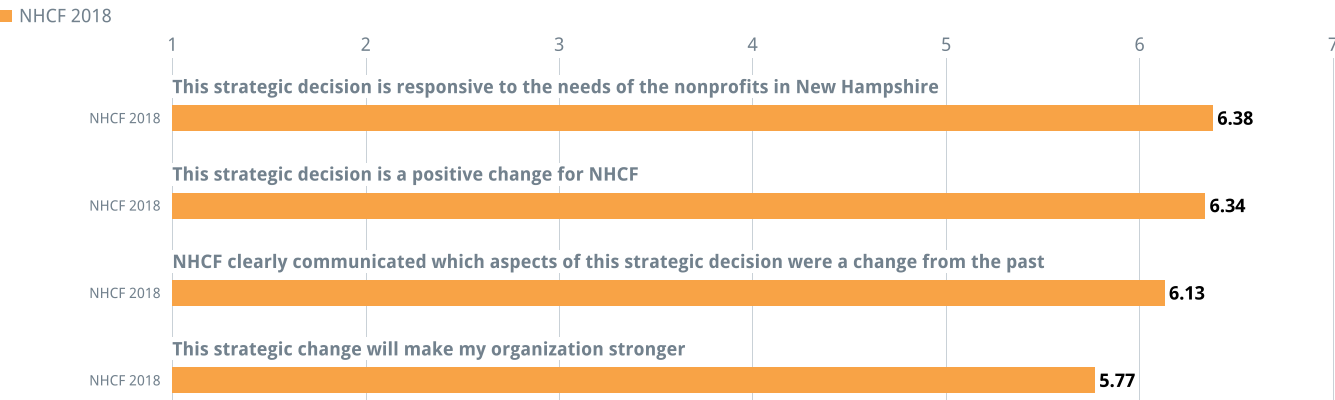 NHCF 2018
1 2 3 4 5 6 7
This strategic decision is responsive to the needs of the nonprofits in New Hampshire
NHCF 2018 6.38
This strategic decision is a positive change for NHCF
NHCF 2018 6.34
NHCF clearly communicated which aspects of this strategic decision were a change from the past
NHCF 2018 6.13
This strategic change will make my organization stronger
NHCF 2018 5.77